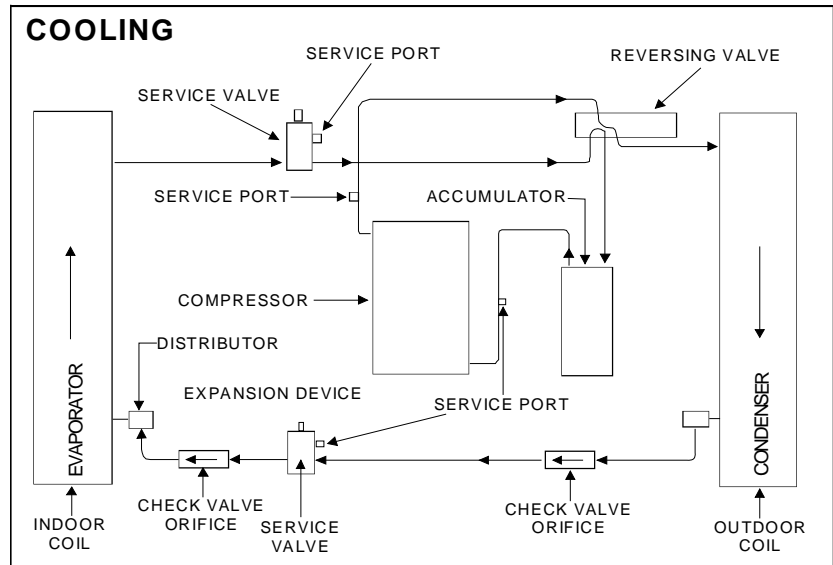 COOLING
SERVICE PORT
REVERSING VALVE
SERVICE VALVE
SERVICE PORT
ACCUMULATOR
COMPRESSOR
DISTRIBUTOR
EXPANSION DEVICE
SERVICE PORT
EVAPORATOR
CONDENSER
INDOOR
COIL
CHECK VALVE
ORIFICE
SERVICE
VALVE
CHECK VALVE
ORIFICE
OUTDOOR
COIL